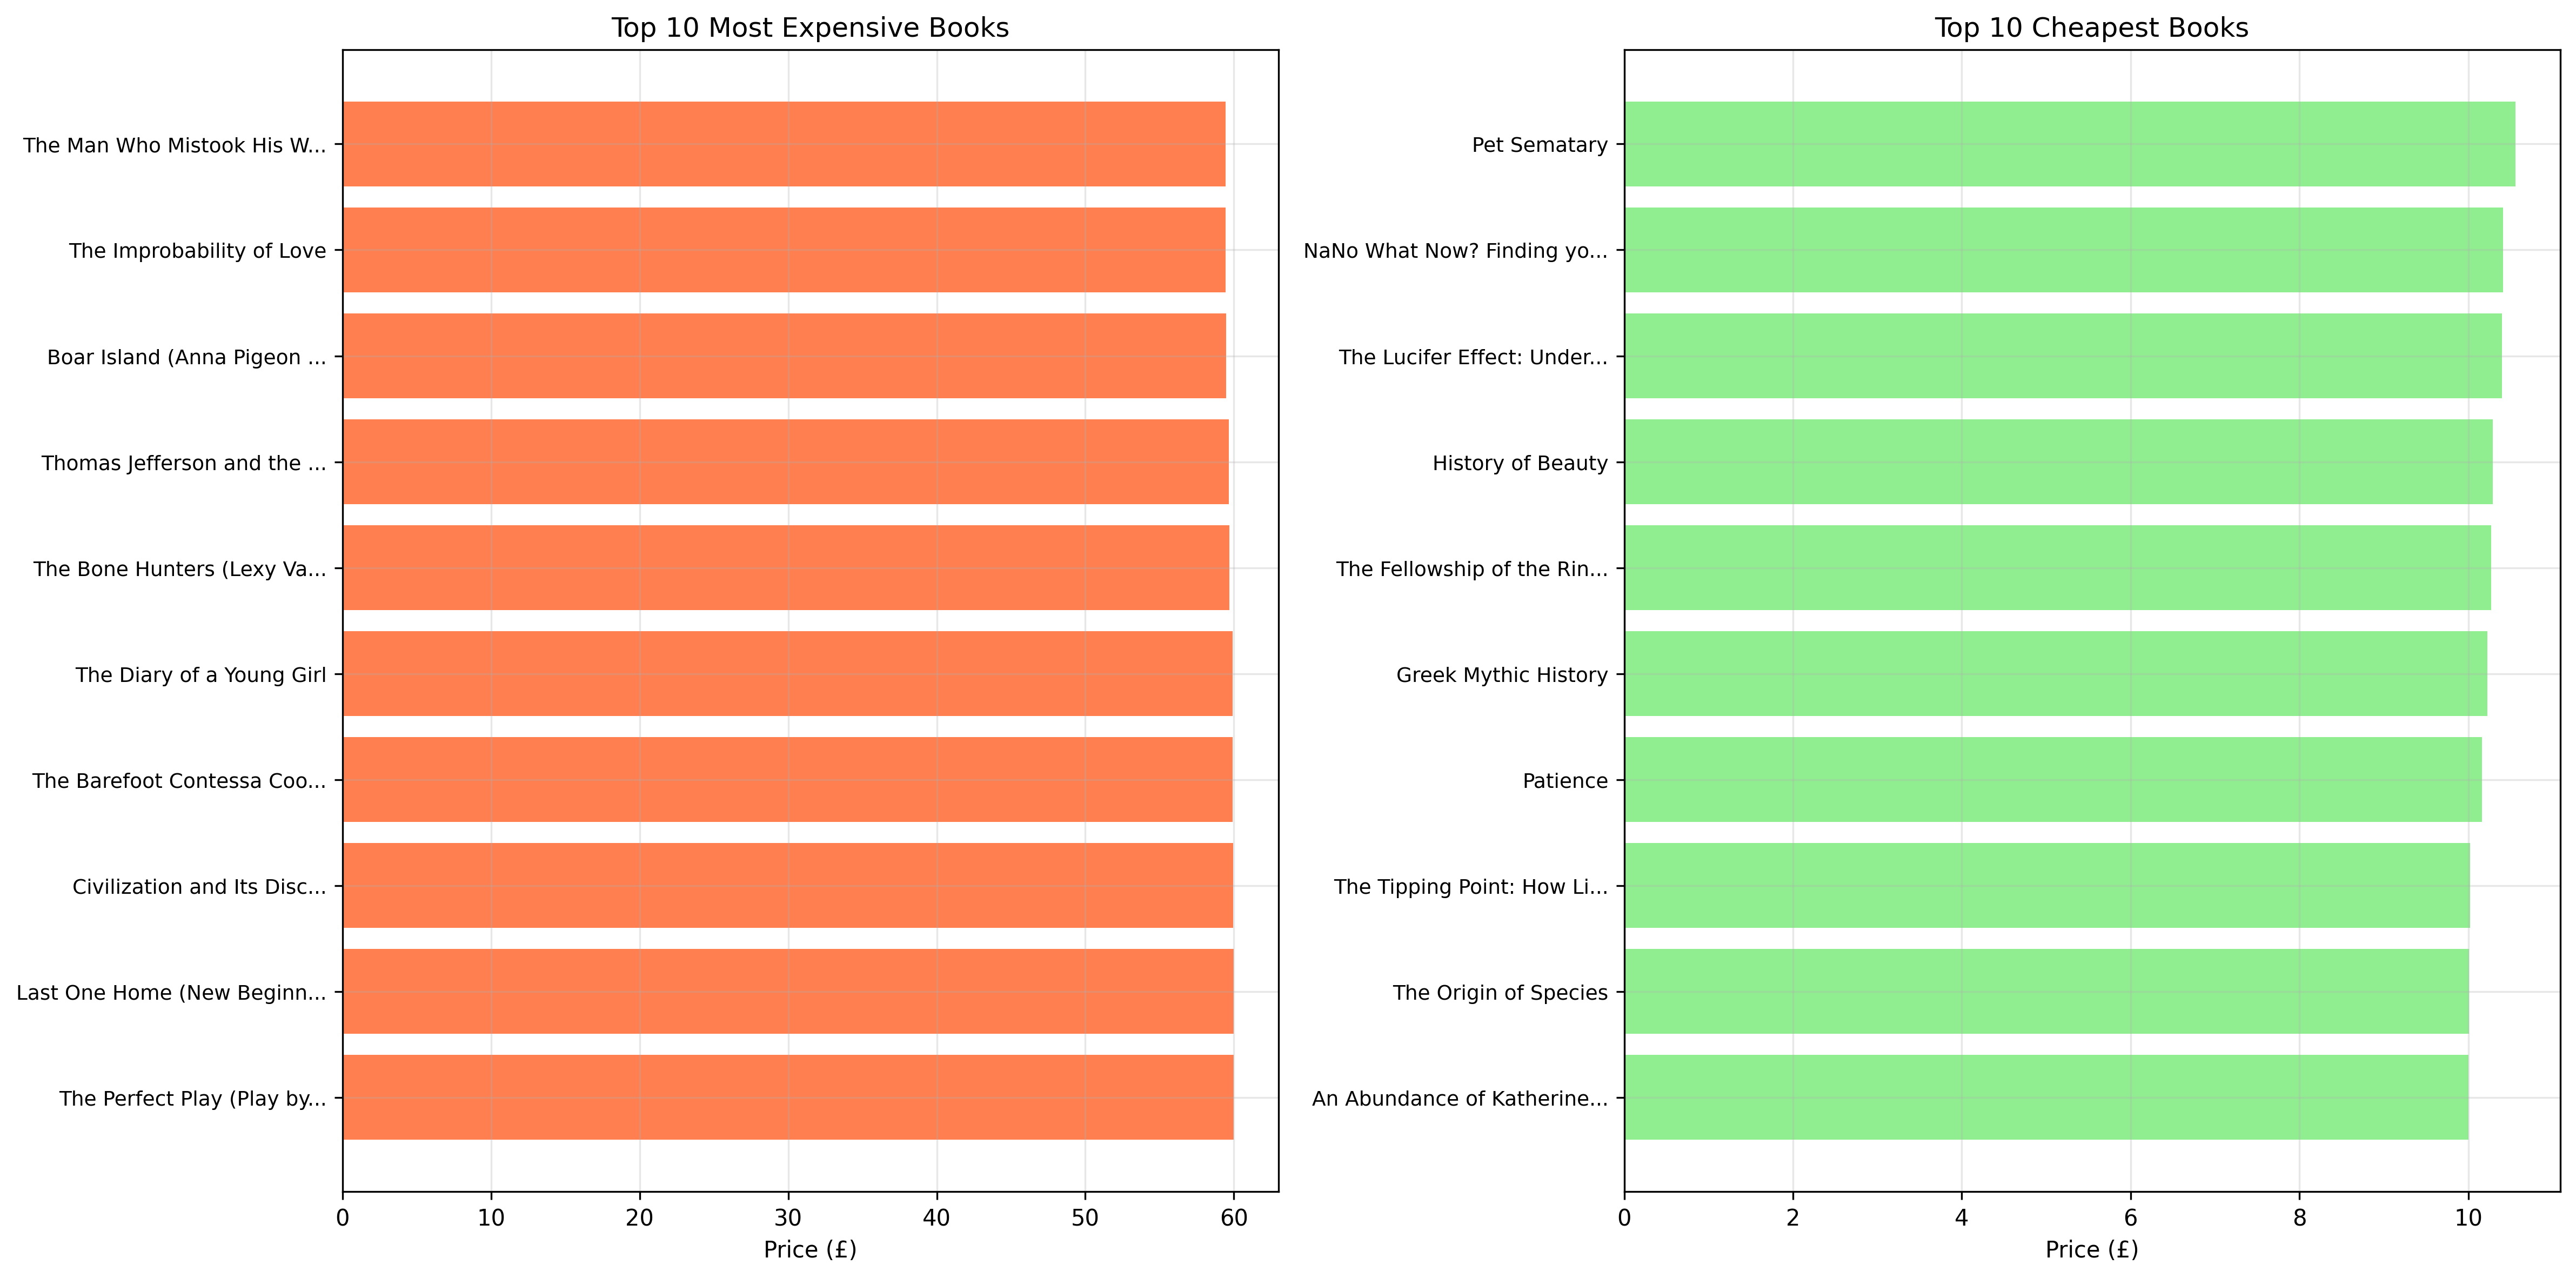 Top 10 Most Expensive Books
The Man Who Mistook His W...
The Improbability of Love
Boar Island (Anna Pigeon ...
Thomas Jefferson and the ...
The Bone Hunters (Lexy Va...
The Diary of a Young Girl
The Barefoot Contessa Coo...
Civilization and Its Disc...
Last One Home (New Beginn...
The Perfect Play (Play by...
0 10 20 30 40 50 60
Price (£)
Top 10 Cheapest Books
Pet Sematary
NaNo What Now? Finding yo...
The Lucifer Effect: Under...
History of Beauty
The Fellowship of the Rin...
Greek Mythic History
Patience
The Tipping Point: How Li...
The Origin of Species
An Abundance of Katherine...
0 2 4 6 8 10
Price (£)